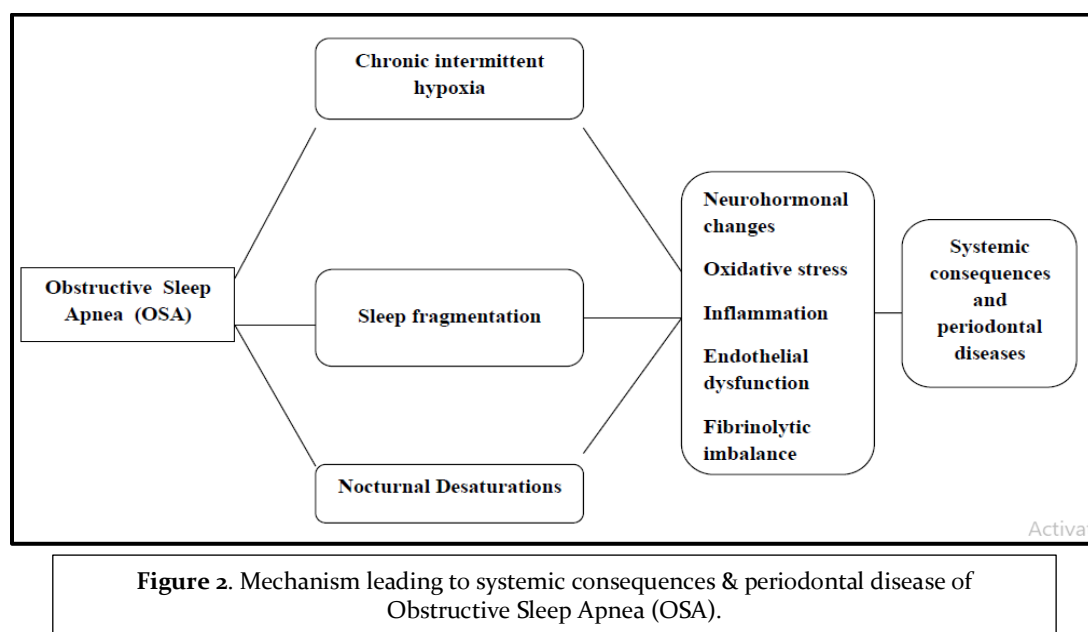 Chronic intermittent
hypoxia
Obstructive Sleep
Apnea (OSA)
Sleep fragmentation
Nocturnal Desaturations
Neurohormonal
changes
Oxidative stress
Inflammation
Endothelial
dysfunction
Fibrinolytic
imbalance
Systemic
consequences
and
periodontal
diseases
Activat
Figure 2. Mechanism leading to systemic consequences & periodontal disease of
Obstructive Sleep Apnea (OSA).